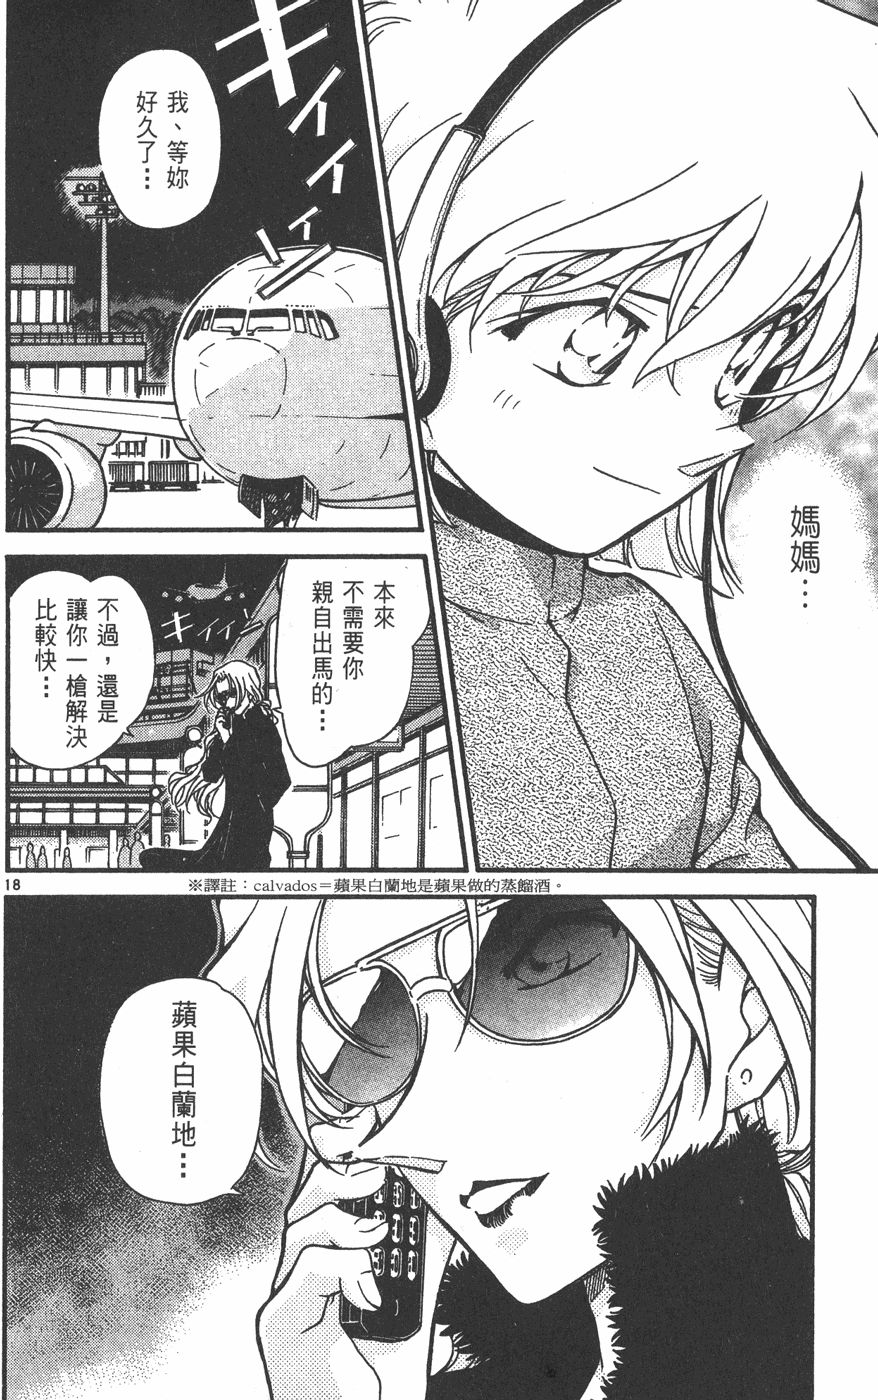 媽媽…
キィイイィ
我、等妳
好久了…
本來
不需要你
親自出馬的…
キィイイン
不過，還是
讓你一槍解決
比較快…
18
※譯註：calvados＝蘋果白蘭地是蘋果做的蒸餾酒。
蘋果白蘭地…